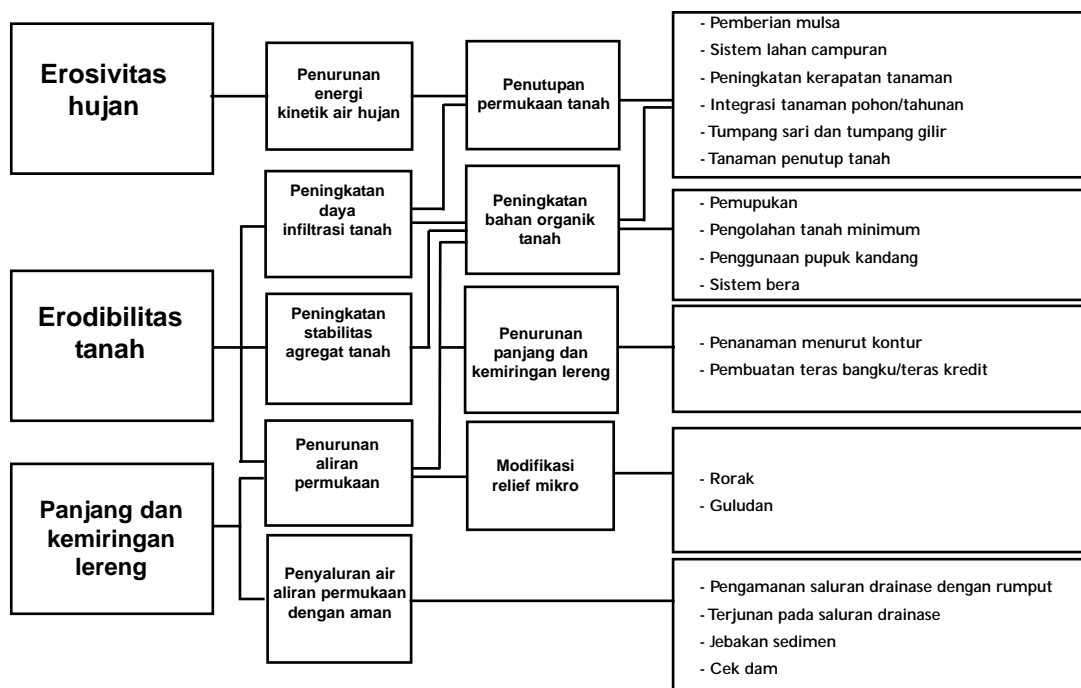 Erosivitas
hujan
Erodibilitas
tanah
Panjang dan
kemiringan
lereng
Penurunan
energi
kinetik air hujan
Peningkatan
daya
infiltrasi tanah
Peningkatan
stabilitas
agregat tanah
Penurunan
aliran
permukaan
Penyaluran air
aliran permukaan
dengan aman
Penutupan
permukaan tanah
Peningkatan
bahan organik
tanah
Penurunan
panjang dan
kemiringan lereng
Modifikasi
relief mikro
- Pemberian mulsa
- Sistem lahan campuran
- Peningkatan kerapatan tanaman
- Integrasi tanaman pohon/tahunan
- Tumpang sari dan tumpang gilir
- Tanaman penutup tanah
- Pemupukan
- Pengolahan tanah minimum
- Penggunaan pupuk kandang
- Sistem bera
- Penanaman menurut kontur
- Pembuatan teras bangku/teras kredit
- Rorak
- Guludan
- Pengamanan saluran drainase dengan rumput
- Terjunan pada saluran drainase
- Jebakan sedimen
- Cek dam